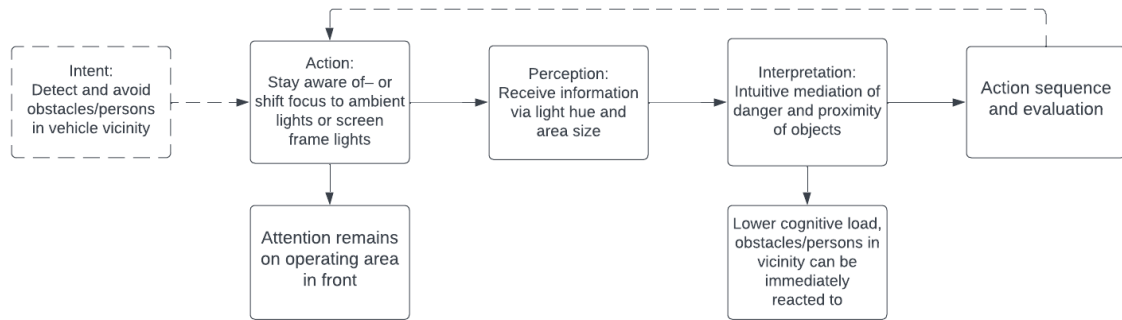 Intent:
Detect and avoid
obstacles/persons
in vehicle vicinity
Action:
Stay aware of– or
shift focus to ambient
lights or screen
frame lights
Perception:
Receive information
via light hue and
area size
Interpretation:
Intuitive mediation of
danger and proximity
of objects
Action sequence
and evaluation
Attention remains
on operating area
in front
Lower cognitive load,
obstacles/persons in
vicinity can be
immediately
reacted to